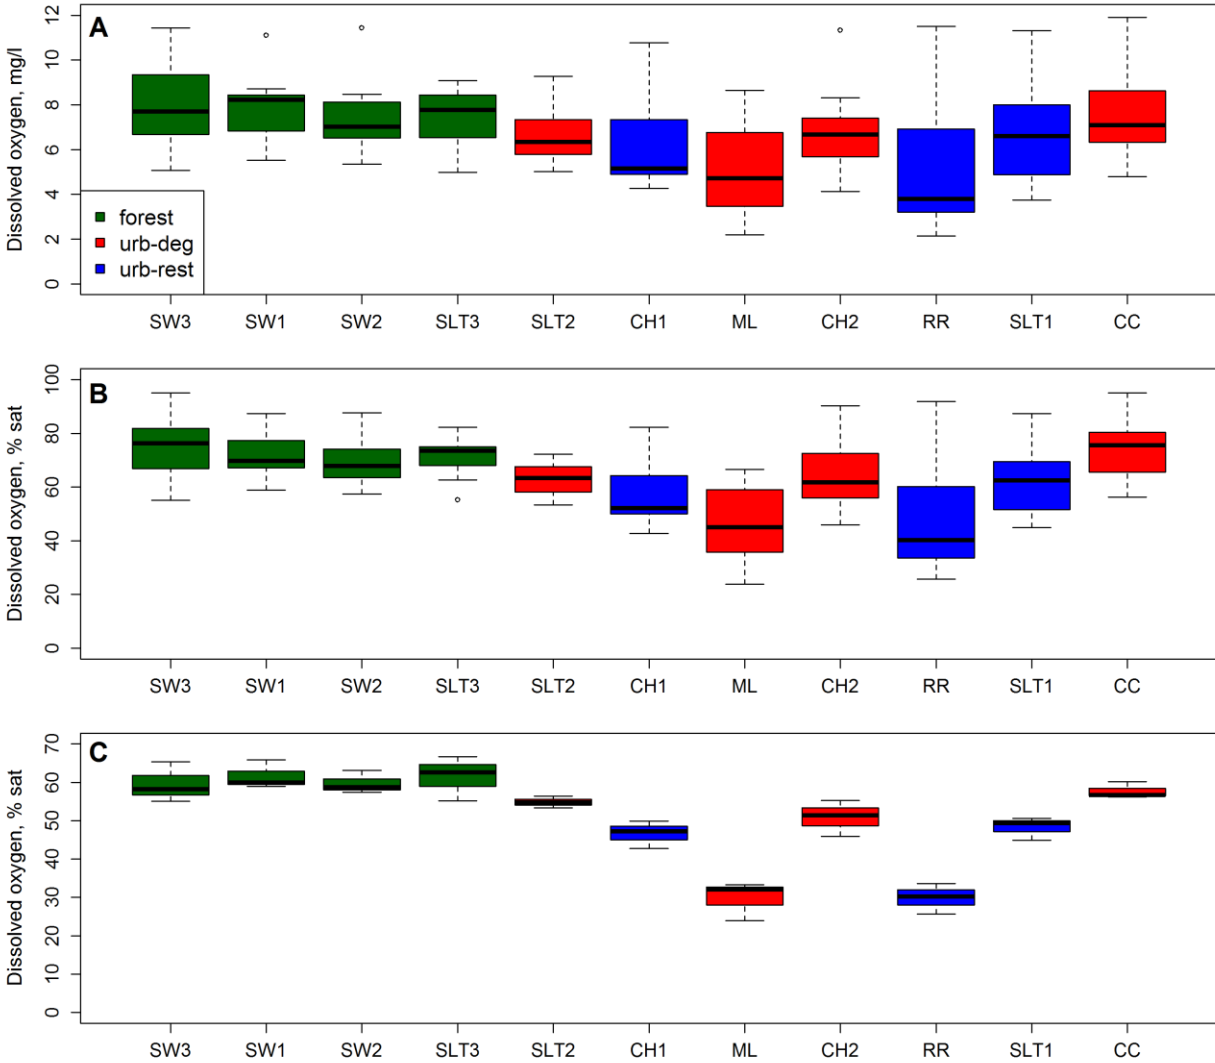 A
Dissolved oxygen, mg/l
12
10
8
6
4
2
0
forest
urb-deg
urb-rest
SW3 SW1 SW2 SLT3 SLT2 CH1 ML CH2 RR SLT1 CC
B
Dissolved oxygen, % sat
100
80
60
40
20
0
SW3 SW1 SW2 SLT3 SLT2 CH1 ML CH2 RR SLT1 CC
C
Dissolved oxygen, % sat
70
60
50
40
30
20
10
0
SW3 SW1 SW2 SLT3 SLT2 CH1 ML CH2 RR SLT1 CC